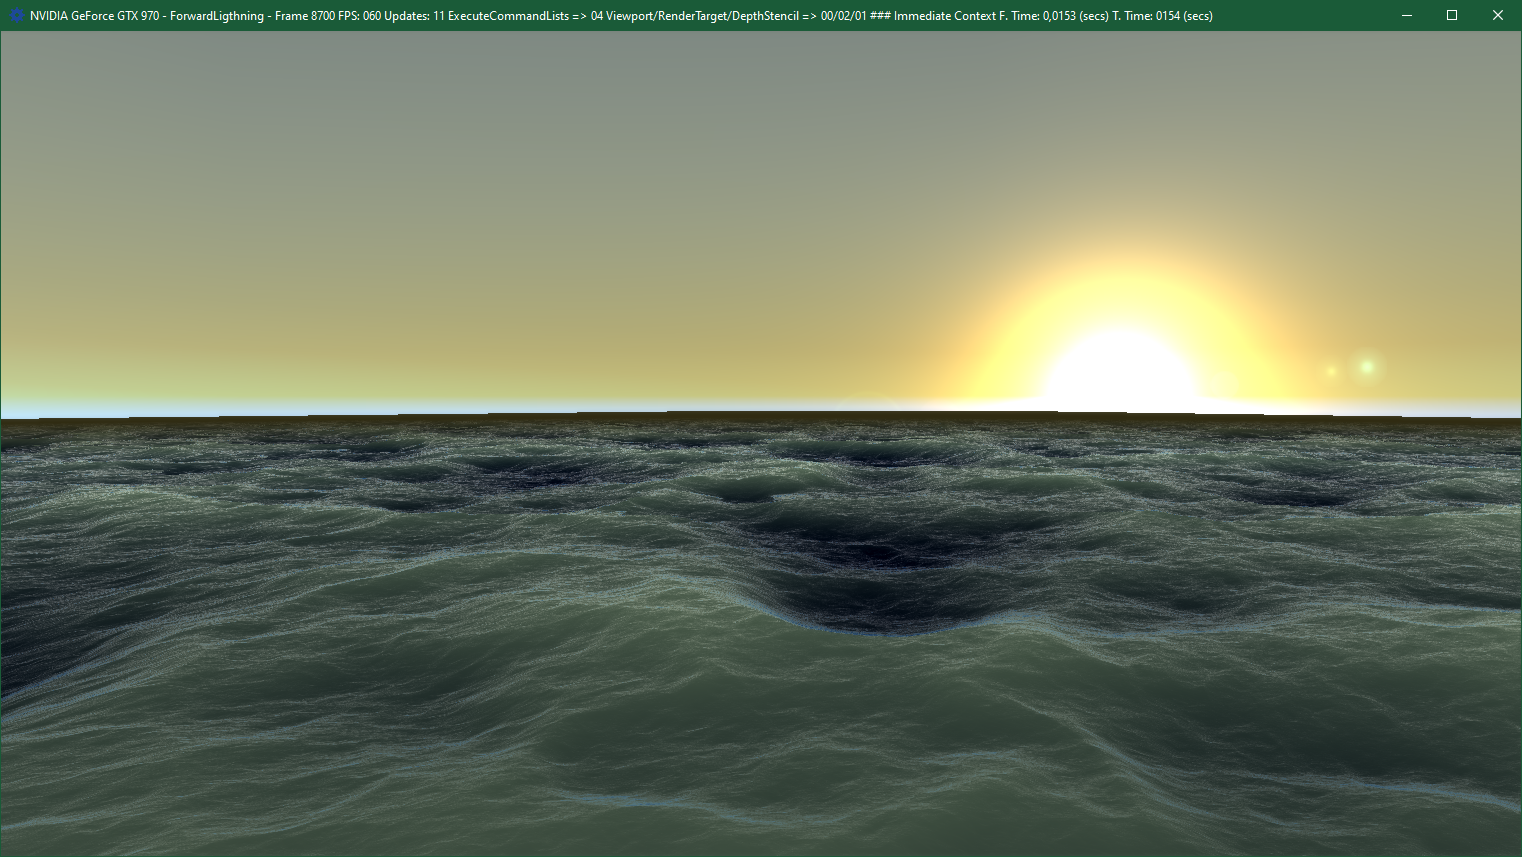 NVIDIA GeForce GTX 970 - ForwardLigthning - Frame 8700 FPS: 060 Updates: 11 ExecuteCommandLists => 04 Viewport/RenderTarget/DepthStencil => 00/02/01 ### Immediate Context F. Time: 0,0153 (secs) T. Time: 0154 (secs)